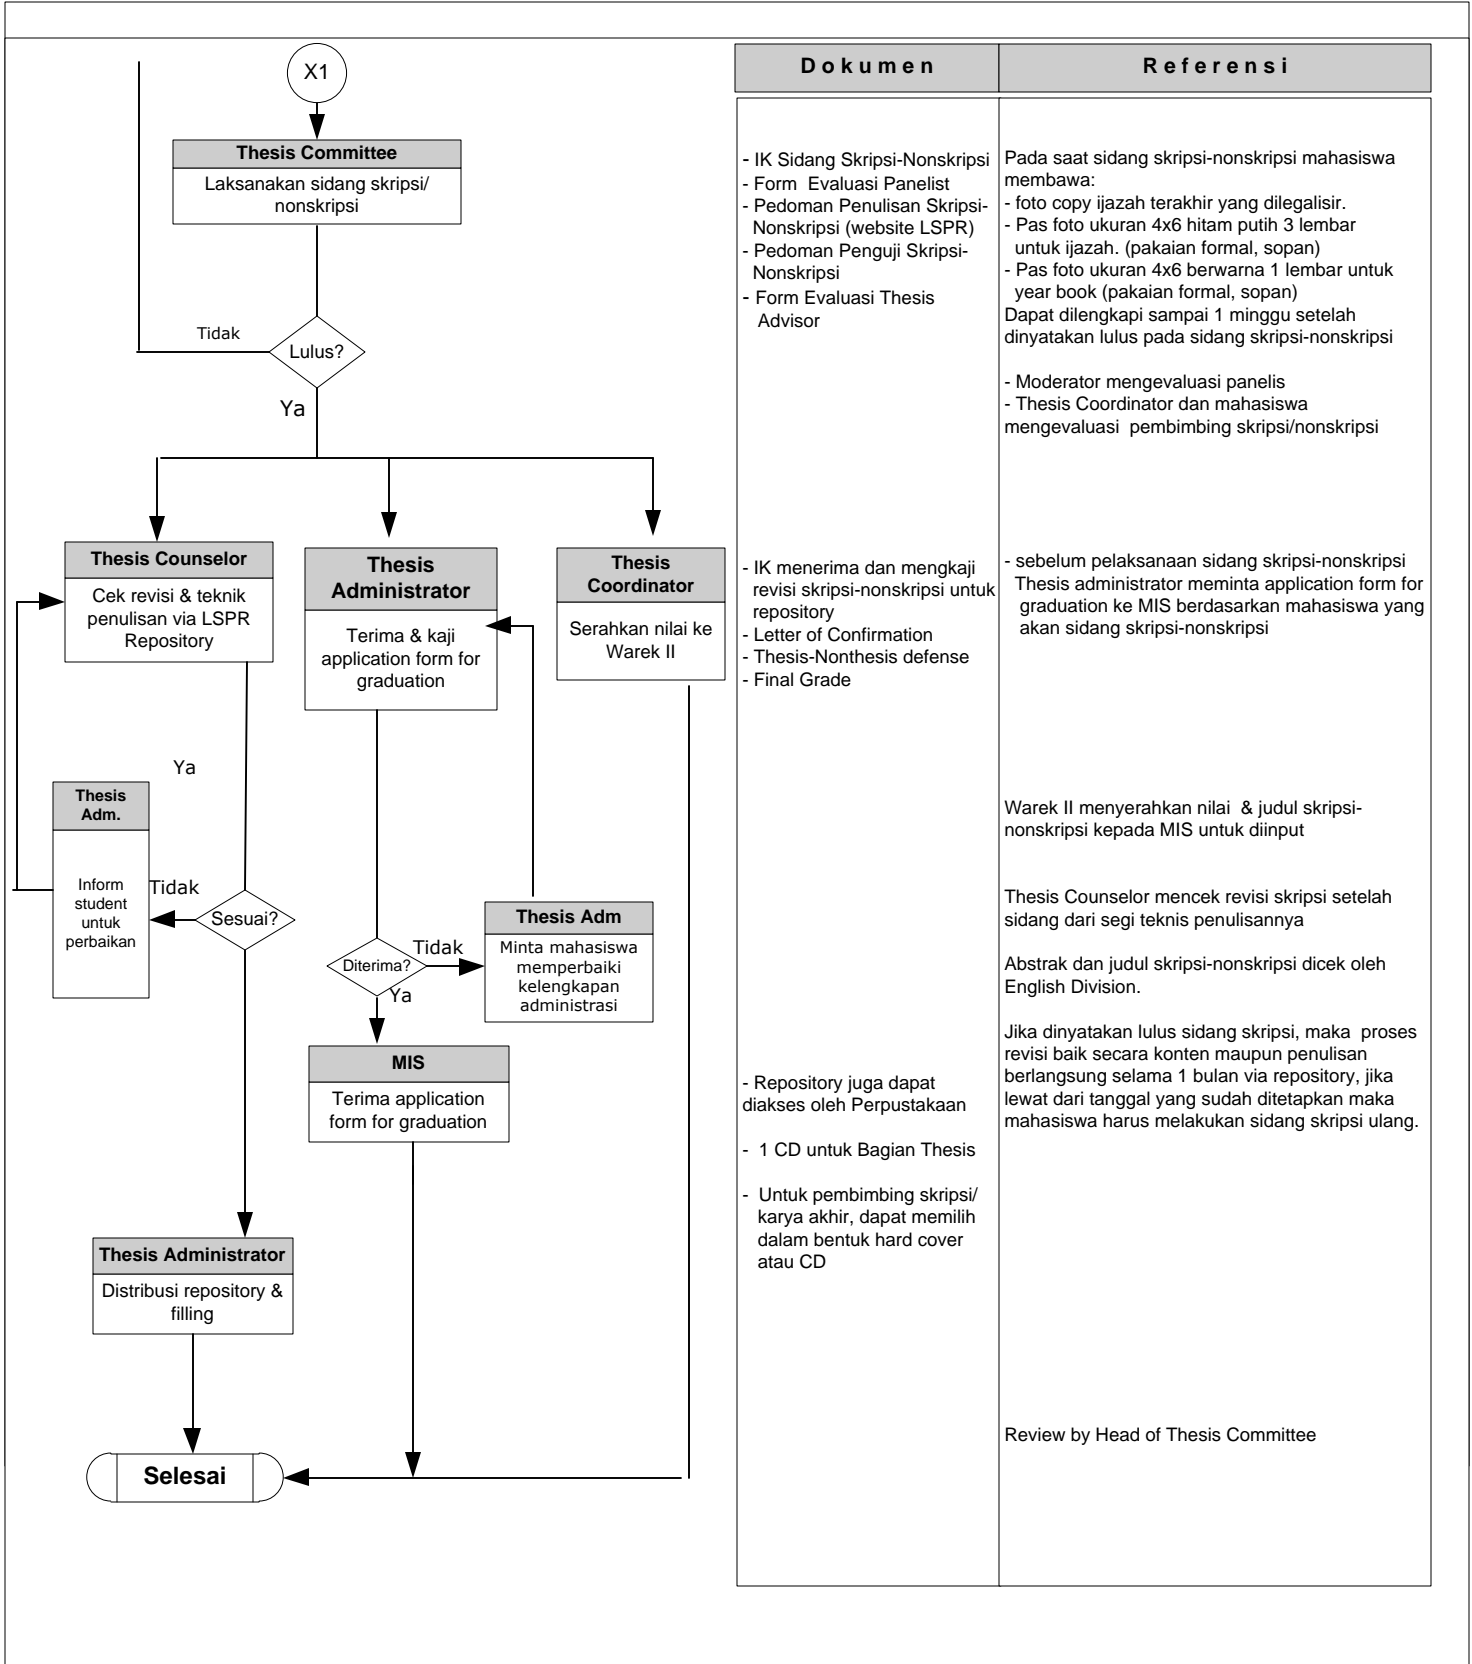 X1
Thesis Committee
Laksanakan sidang skripsi/
nonskripsi
Tidak
Lulus?
Ya
Thesis Counselor
Cek revisi & teknik
penulisan via LSPR
Repository
Thesis
Administrator
Terima & kaji
application form for
graduation
Thesis
Coordinator
Serahkan nilai ke
Warek II
Ya
Thesis
Adm.
Inform
student
untuk
perbaikan
Tidak
Sesuai?
Diterima?
Tidak
Ya
Thesis Adm
Minta mahasiswa
memperbaiki
kelengkapan
administrasi
MIS
Terima application
form for graduation
Thesis Administrator
Distribusi repository &
filling
Selesai
Dokumen
- IK Sidang Skripsi-Nonskripsi
- Form Evaluasi Panelist
- Pedoman Penulisan Skripsi-
Nonskripsi (website LSPR)
- Pedoman Penguji Skripsi-
Nonskripsi
- Form Evaluasi Thesis
Advisor
- IK menerima dan mengkaji
revisi skripsi-nonskripsi untuk
repository
- Letter of Confirmation
- Thesis-Nonthesis defense
- Final Grade
- Repository juga dapat
diakses oleh Perpustakaan
- 1 CD untuk Bagian Thesis
- Untuk pembimbing skripsi/
karya akhir, dapat memilih
dalam bentuk hard cover
atau CD
Referensi
Pada saat sidang skripsi-nonskripsi mahasiswa
membawa:
- foto copy ijazah terakhir yang dilegalisir.
- Pas foto ukuran 4x6 hitam putih 3 lembar
untuk ijazah. (pakaian formal, sopan)
- Pas foto ukuran 4x6 berwarna 1 lembar untuk
year book (pakaian formal, sopan)
Dapat dilengkapi sampai 1 minggu setelah
dinyatakan lulus pada sidang skripsi-nonskripsi
- Moderator mengevaluasi panelis
- Thesis Coordinator dan mahasiswa
mengevaluasi pembimbing skripsi/nonskripsi
- sebelum pelaksanaan sidang skripsi-nonskripsi
Thesis administrator meminta application form for
graduation ke MIS berdasarkan mahasiswa yang
akan sidang skripsi-nonskripsi
Warek II menyerahkan nilai & judul skripsi-
nonskripsi kepada MIS untuk diinput
Thesis Counselor mencek revisi skripsi setelah
sidang dari segi teknis penulisannya
Abstrak dan judul skripsi-nonskripsi dicek oleh
English Division.
Jika dinyatakan lulus sidang skripsi, maka proses
revisi baik secara konten maupun penulisan
berlangsung selama 1 bulan via repository, jika
lewat dari tanggal yang sudah ditetapkan maka
mahasiswa harus melakukan sidang skripsi ulang.
Review by Head of Thesis Committee